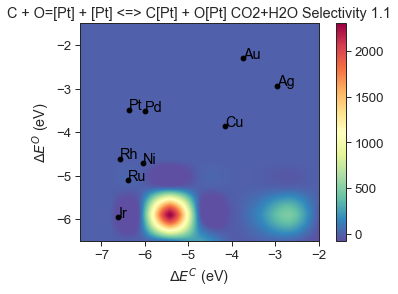 C + O=[Pt] + [Pt] <=> C[Pt] + O[Pt] CO2+H2O Selectivity 1.1
ΔE^O (eV)
−2
−3
−4
−5
−6
Au
Ag
Pt
Pd
Cu
Rh
Ni
Ru
Ir
−7
−6
−5
−4
−3
−2
ΔE^C (eV)
2000
1500
1000
500
0